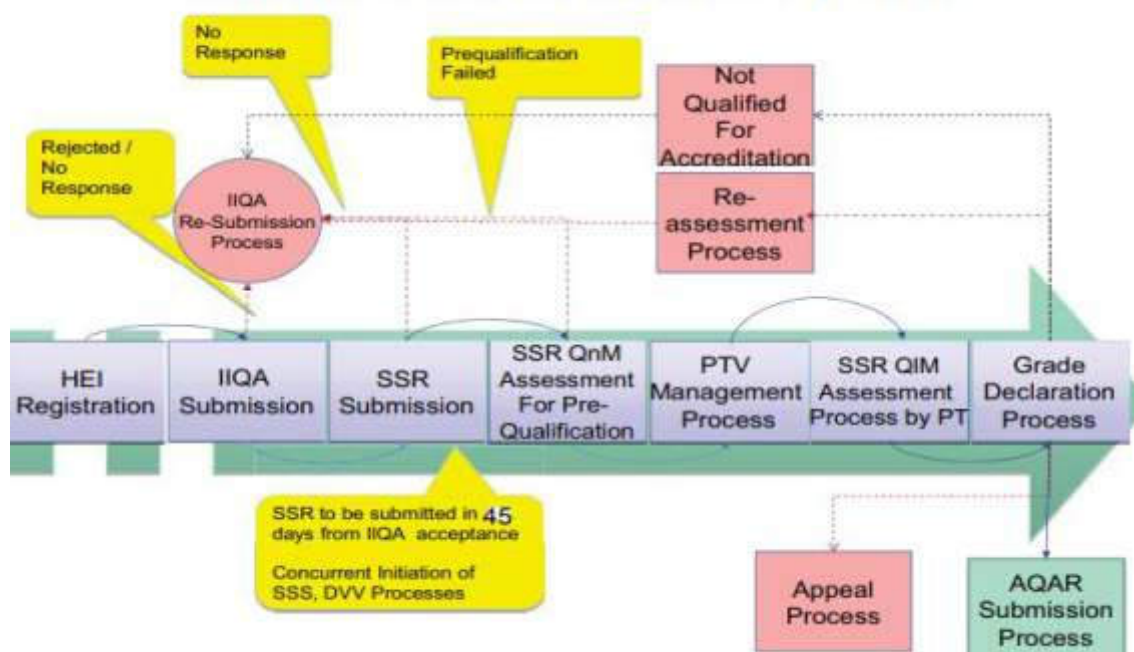 No
Response
Prequalification
Failed
Not
Qualified
For
Accreditation
Rejected /
No
Response
IIQA
Re-Submission
Process
Re-
assessment
Process
HEI
Registration
IIQA
Submission
SSR
Submission
SSR QnM
Assessment
For Pre-
Qualification
PTV
Management
Process
SSR QIM
Assessment
Process by PT
Grade
Declaration
Process
SSR to be submitted in 45
days from IIQA acceptance
Concurrent Initiation of
SSS, DVV Processes
Appeal
Process
AQAR
Submission
Process